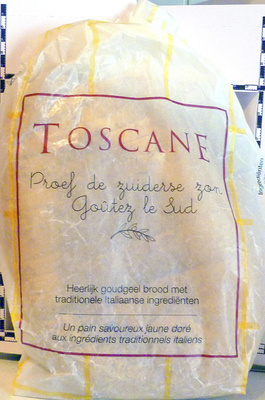 TOSCANE
Proef de zuiderse zon
Goûtez le Sud
Heerlijk goudgeel brood met
traditionele Italiaanse ingrediënten
Un pain savoureux jaune doré
aux ingrédients traditionnels italiens